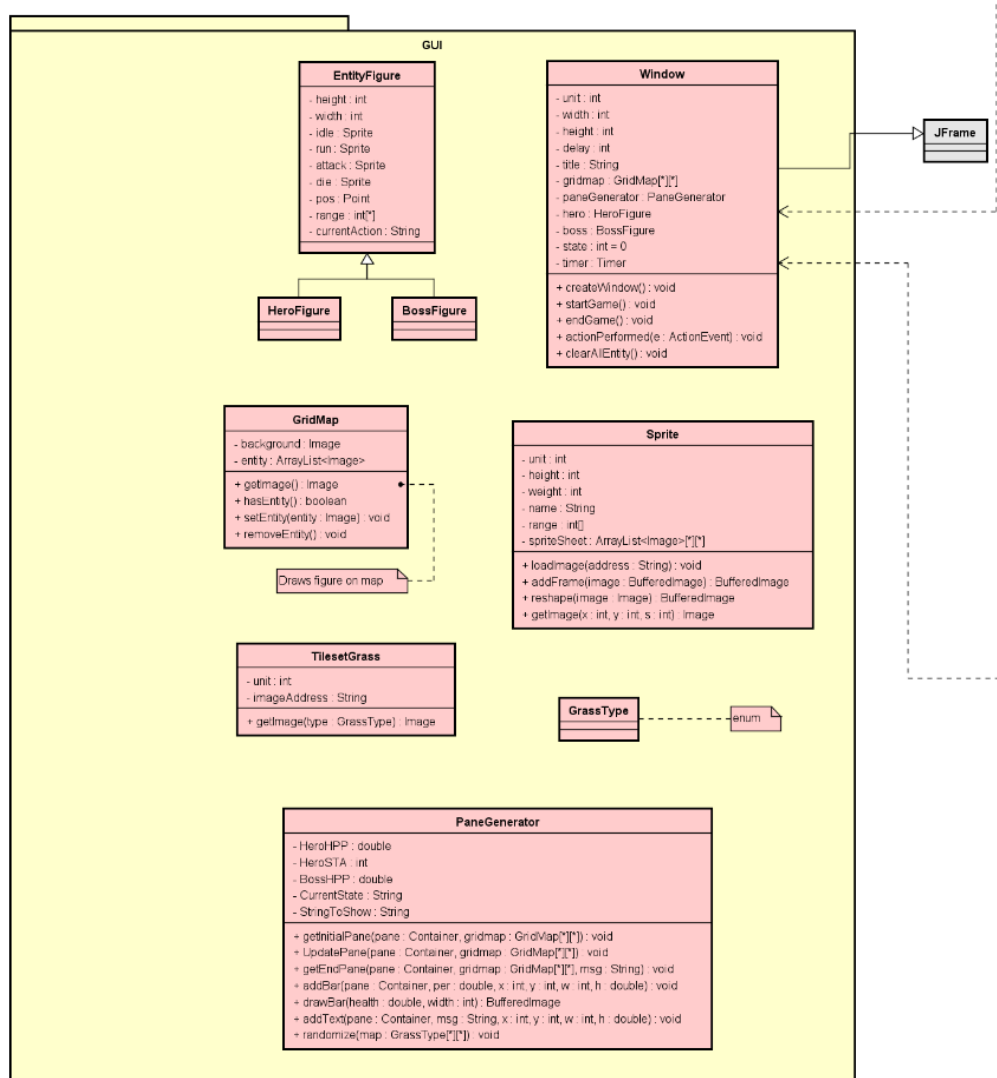 GUI
EntityFigure
- height : int
- width : int
- idle : Sprite
- run : Sprite
- attack : Sprite
- die : Sprite
- pos : Point
- range : int[*]
- currentAction : String
HeroFigure
BossFigure
Window
- unit : int
- width : int
- height : int
- delay : int
- title : String
- gridmap : GridMap[*][*]
- paneGenerator : PaneGenerator
- hero : HeroFigure
- boss : BossFigure
- state : int = 0
- timer : Timer
+ createWindow() : void
+ startGame() : void
+ endGame() : void
+ actionPerformed(e : ActionEvent) : void
+ clearAlEntity() : void
JFrame
GridMap
- background : Image
- entity : ArrayList<Image>
+ getImage() : Image
+ hasEntity() : boolean
+ setEntity(entity : Image) : void
+ removeEntity() : void
Draws figure on map
Sprite
- unit : int
- height : int
- weight : int
- name : String
- range : int[]
- spriteSheet : ArrayList<Image>[*][*]
+ loadImage(address : String) : void
+ addFrame(image : BufferedImage) : BufferedImage
+ reshape(image : Image) : BufferedImage
+ getImage(x : int, y : int, s : int) : Image
TilesetGrass
- unit : int
- imageAddress : String
+ getImage(type : GrassType) : Image
GrassType
enum
PaneGenerator
- HeroHPP : double
- HeroSTA : int
- BossHPP : double
- CurrentState : String
- StringToShow : String
+ getInitialPane(pane : Container, gridmap : GridMap[*][*]) : void
+ UpdatePane(pane : Container, gridmap : GridMap[*][*]) : void
+ getEndPane(pane : Container, gridmap : GridMap[*][*], msg : String) : void
+ addBar(pane : Container, per : double, x : int, y : int, w : int, h : double) : void
+ drawBar(health : double, width : int) : BufferedImage
+ addText(pane : Container, msg : String, x : int, y : int, w : int, h : double) : void
+ randomize(map : GrassType[*][*]) : void